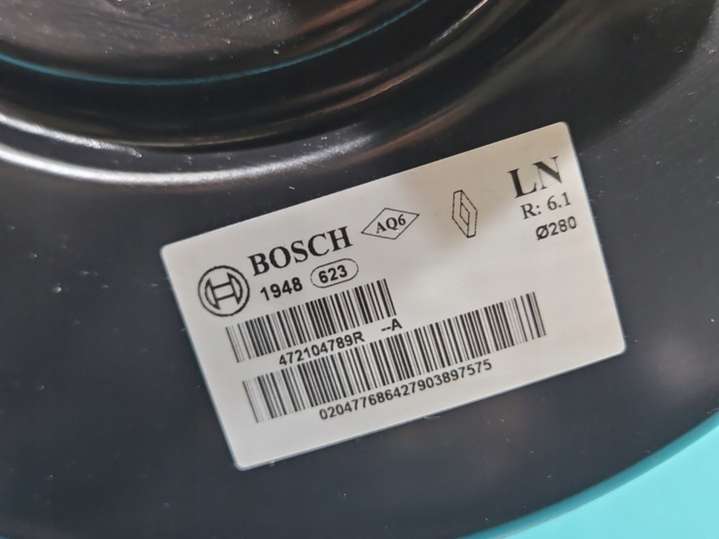 BOSCH
AQ6
LN
R: 6.1
Ø280
1948 623
472104789R --A
020477686427903897575